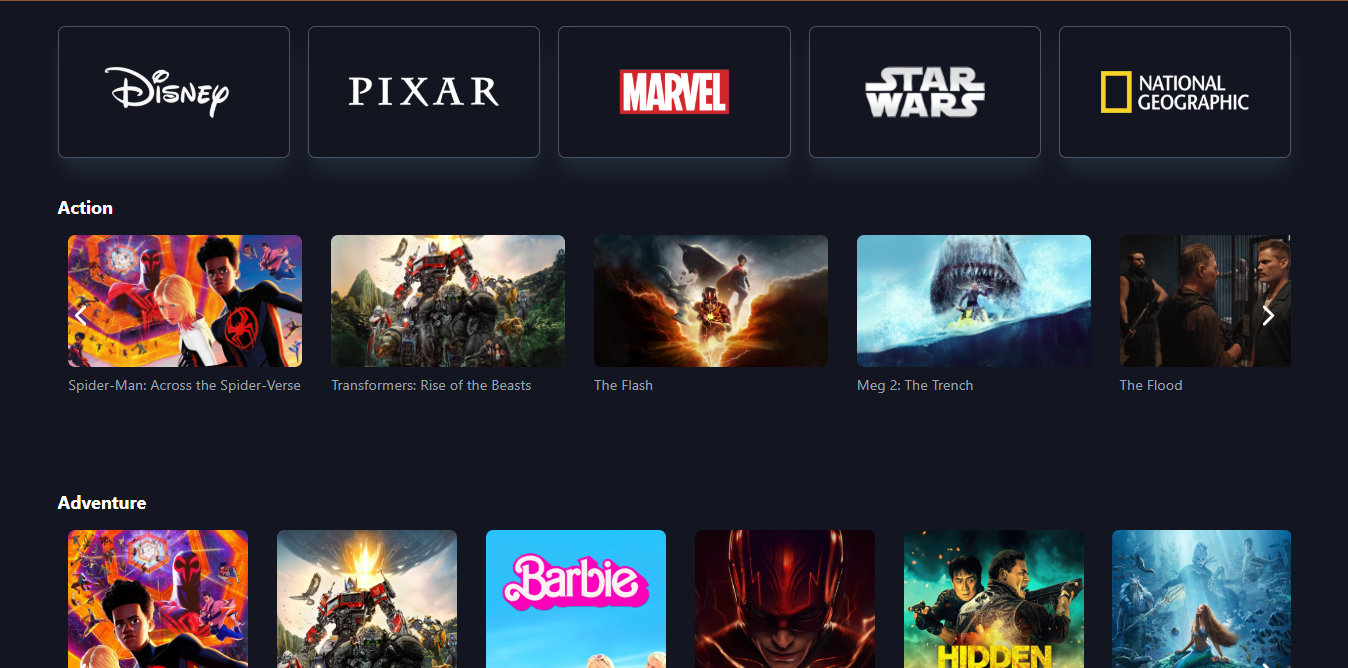 DISNEY
PIXAR
MARVEL
STAR
WARS
NATIONAL
GEOGRAPHIC
Action
Spider-Man: Across the Spider-Verse
Transformers: Rise of the Beasts
The Flash
Meg 2: The Trench
The Flood
Adventure
Barbie
HIDDEN